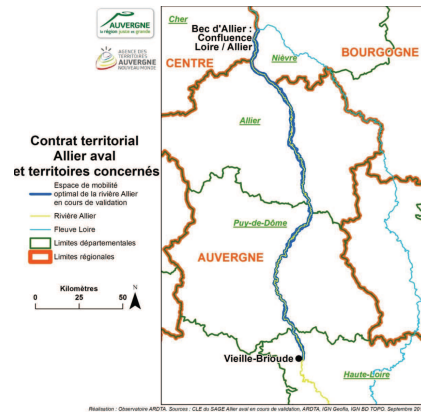 AUVERGNE
la région juste et grande
AGENCE DES
TERRITOIRES
AUVERGNE
NOUVEAU MONDE
Contrat territorial
Allier aval
et territoires concernés
Espace de mobilité
optimal de la rivière Allier
en cours de validation
Rivière Allier
Fleuve Loire
Limites départementales
Limites régionales
Kilomètres
0 25 50
N
Cher
Bec d'Allier :
Confluence
Loire / Allier
BOURGOGNE
Nièvre
CENTRE
Allier
Puy-de-Dôme
AUVERGNE
Vieille-Brioude
Haute-Loire
Réalisation : Observatoire ARDTA. Sources : CLE du SAGE Allier aval en cours de validation, ARDTA, IGN Geofla, IGN BD TOPO. Septembre 20